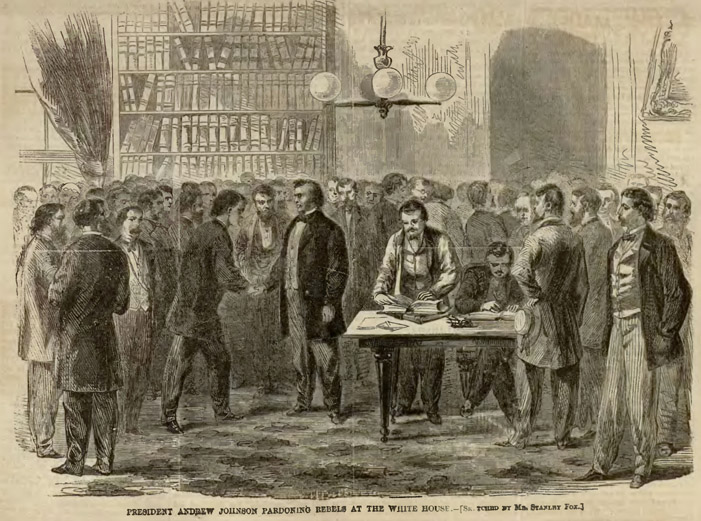 PRESIDENT ANDREW JOHNSON PARDONING REBELS AT THE WHITE HOUSE.—[Sketched by Mr. Stanley Fox.]